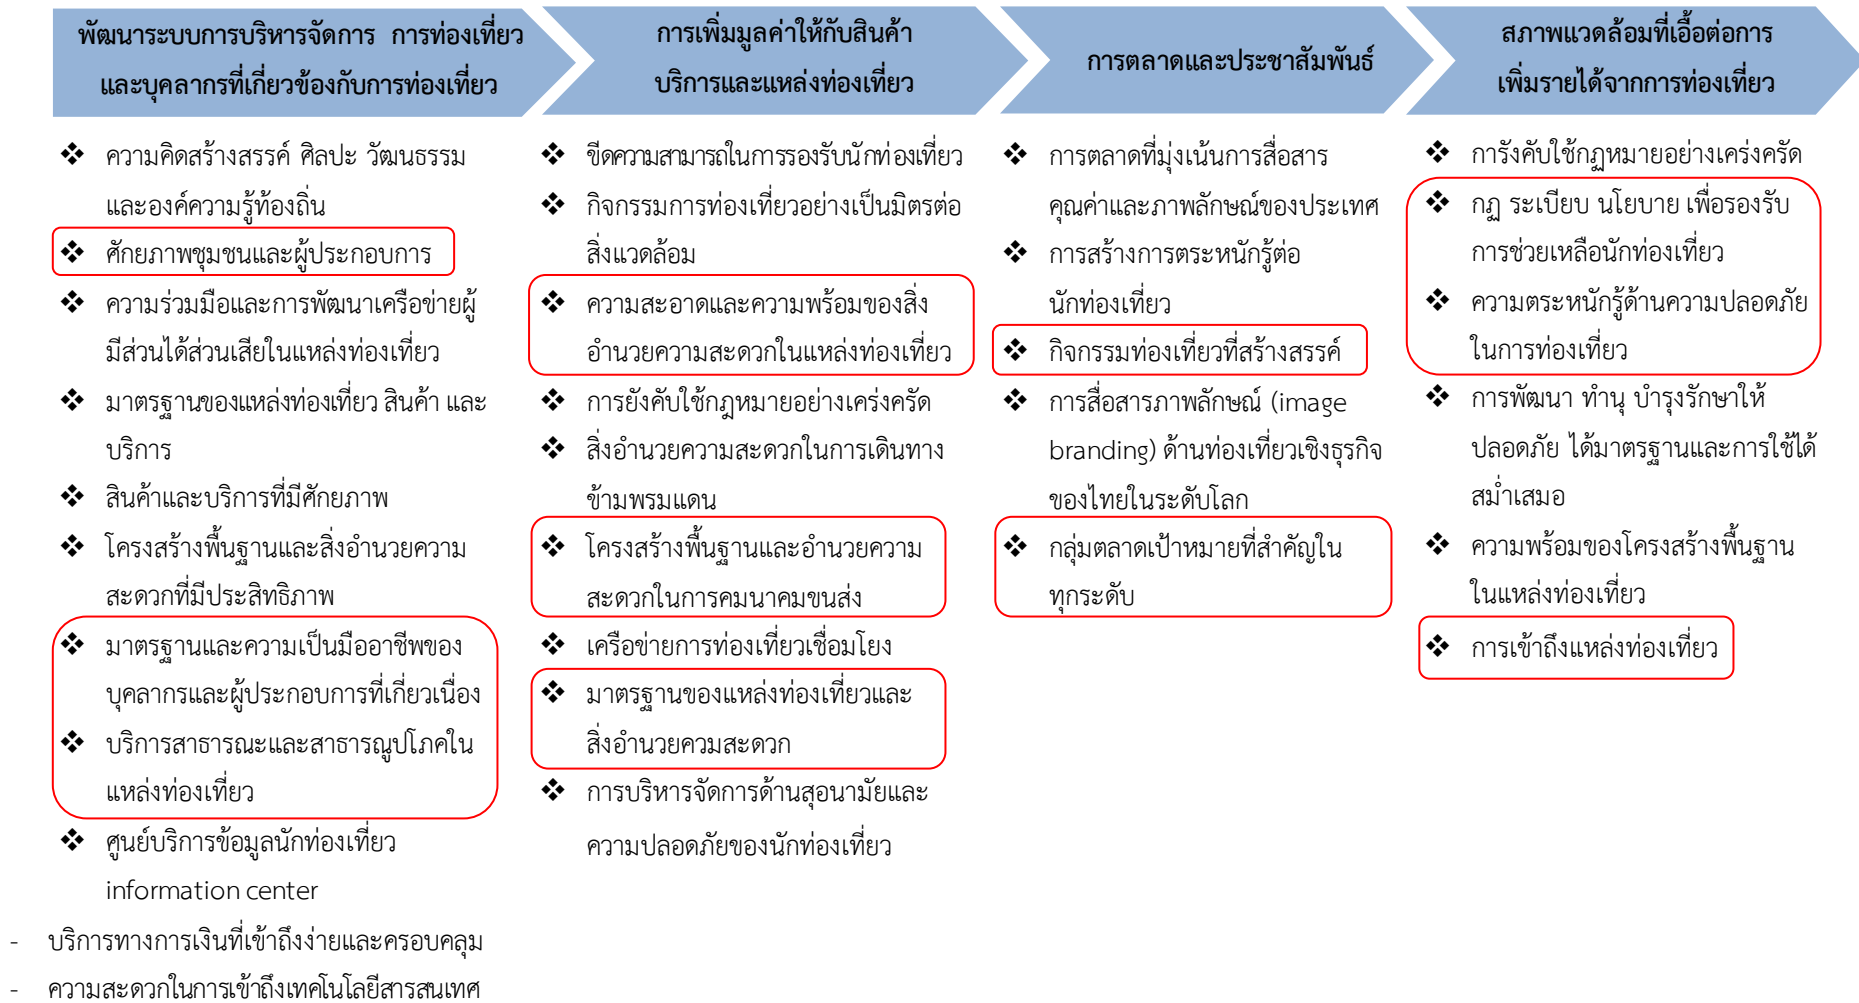 พัฒนาระบบการบริหารจัดการ การท่องเที่ยว
และบุคลากรที่เกี่ยวข้องกับการท่องเที่ยว
❖ ความคิดสร้างสรรค์ ศิลปะ วัฒนธรรม
และองค์ความรู้ท้องถิ่น
❖ ศักยภาพชุมชนและผู้ประกอบการ
❖ ความร่วมมือและการพัฒนาเครือข่ายผู้
มีส่วนได้ส่วนเสียในแหล่งท่องเที่ยว
❖ มาตรฐานของแหล่งท่องเที่ยว สินค้า และ
บริการ
❖ สินค้าและบริการที่มีศักยภาพ
❖ โครงสร้างพื้นฐานและสิ่งอำนวยความ
สะดวกที่มีประสิทธิภาพ
❖ มาตรฐานและความเป็นมืออาชีพของ
บุคลากรและผู้ประกอบการที่เกี่ยวเนื่อง
❖ บริการสาธารณะและสาธารณูปโภคใน
แหล่งท่องเที่ยว
❖ ศูนย์บริการข้อมูลนักท่องเที่ยว
information center
- บริการทางการเงินที่เข้าถึงง่ายและครอบคลุม
- ความสะดวกในการเข้าถึงเทคโนโลยีสารสนเทศ
การเพิ่มมูลค่าให้กับสินค้า
บริการและแหล่งท่องเที่ยว
❖ ขีดความสามารถในการรองรับนักท่องเที่ยว
❖ กิจกรรมการท่องเที่ยวอย่างเป็นมิตรต่อ
สิ่งแวดล้อม
❖ ความสะอาดและความพร้อมของสิ่ง
อำนวยความสะดวกในแหล่งท่องเที่ยว
❖ การยังคับใช้กฎหมายอย่างเคร่งครัด
❖ สิ่งอำนวยความสะดวกในการเดินทาง
ข้ามพรมแดน
❖ โครงสร้างพื้นฐานและอำนวยความ
สะดวกในการคมนาคมขนส่ง
❖ เครือข่ายการท่องเที่ยวเชื่อมโยง
❖ มาตรฐานของแหล่งท่องเที่ยวและ
สิ่งอำนวยควมสะดวก
❖ การบริหารจัดการด้านสุอนามัยและ
ความปลอดภัยของนักท่องเที่ยว
การตลาดและประชาสัมพันธ์
❖ การตลาดที่มุ่งเน้นการสื่อสาร
คุณค่าและภาพลักษณ์ของประเทศ
❖ การสร้างการตระหนักรู้ต่อ
นักท่องเที่ยว
❖ กิจกรรมท่องเที่ยวที่สร้างสรรค์
❖ การสื่อสารภาพลักษณ์ (image
branding) ด้านท่องเที่ยวเชิงธุรกิจ
ของไทยในระดับโลก
❖ กลุ่มตลาดเป้าหมายที่สำคัญใน
ทุกระดับ
สภาพแวดล้อมที่เอื้อต่อการ
เพิ่มรายได้จากการท่องเที่ยว
❖ การังคับใช้กฏหมายอย่างเคร่งครัด
❖ กฏ ระเบียบ นโยบาย เพื่อรองรับ
การช่วยเหลือนักท่องเที่ยว
❖ ความตระหนักรู้ด้านความปลอดภัย
ในการท่องเที่ยว
❖ การพัฒนา ทำนุ บำรุงรักษาให้
ปลอดภัย ได้มาตรฐานและการใช้ได้
สม่ำเสมอ
❖ ความพร้อมของโครงสร้างพื้นฐาน
ในแหล่งท่องเที่ยว
❖ การเข้าถึงแหล่งท่องเที่ยว